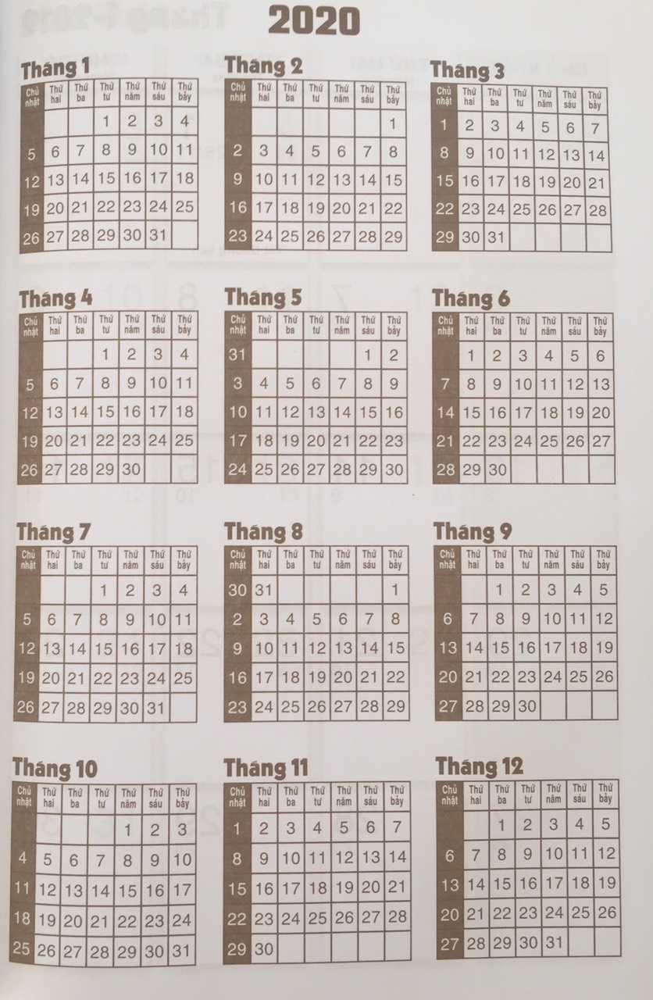 2020
Tháng 1
Chủ nhật Thứ hai Thứ ba Thứ tư Thứ năm Thứ sáu Thứ bảy
1 2 3 4
5 6 7 8 9 10 11
12 13 14 15 16 17 18
19 20 21 22 23 24 25
26 27 28 29 30 31
Tháng 2
Chủ nhật Thứ hai Thứ ba Thứ tư Thứ năm Thứ sáu Thứ bảy
1
2 3 4 5 6 7 8
9 10 11 12 13 14 15
16 17 18 19 20 21 22
23 24 25 26 27 28 29
Tháng 3
Chủ nhật Thứ hai Thứ ba Thứ tư Thứ năm Thứ sáu Thứ bảy
1 2 3 4 5 6 7
8 9 10 11 12 13 14
15 16 17 18 19 20 21
22 23 24 25 26 27 28
29 30 31
Tháng 4
Chủ nhật Thứ hai Thứ ba Thứ tư Thứ năm Thứ sáu Thứ bảy
1 2 3 4
5 6 7 8 9 10 11
12 13 14 15 16 17 18
19 20 21 22 23 24 25
26 27 28 29 30
Tháng 5
Chủ nhật Thứ hai Thứ ba Thứ tư Thứ năm Thứ sáu Thứ bảy
31 1 2
3 4 5 6 7 8 9
10 11 12 13 14 15 16
17 18 19 20 21 22 23
24 25 26 27 28 29 30
Tháng 6
Chủ nhật Thứ hai Thứ ba Thứ tư Thứ năm Thứ sáu Thứ bảy
1 2 3 4 5 6
7 8 9 10 11 12 13
14 15 16 17 18 19 20
21 22 23 24 25 26 27
28 29 30
Tháng 7
Chủ nhật Thứ hai Thứ ba Thứ tư Thứ năm Thứ sáu Thứ bảy
1 2 3 4
5 6 7 8 9 10 11
12 13 14 15 16 17 18
19 20 21 22 23 24 25
26 27 28 29 30 31
Tháng 8
Chủ nhật Thứ hai Thứ ba Thứ tư Thứ năm Thứ sáu Thứ bảy
30 31 1
2 3 4 5 6 7 8
9 10 11 12 13 14 15
16 17 18 19 20 21 22
23 24 25 26 27 28 29
Tháng 9
Chủ nhật Thứ hai Thứ ba Thứ tư Thứ năm Thứ sáu Thứ bảy
1 2 3 4 5
6 7 8 9 10 11 12
13 14 15 16 17 18 19
20 21 22 23 24 25 26
27 28 29 30
Tháng 10
Chủ nhật Thứ hai Thứ ba Thứ tư Thứ năm Thứ sáu Thứ bảy
1 2 3
4 5 6 7 8 9 10
11 12 13 14 15 16 17
18 19 20 21 22 23 24
25 26 27 28 29 30 31
Tháng 11
Chủ nhật Thứ hai Thứ ba Thứ tư Thứ năm Thứ sáu Thứ bảy
1 2 3 4 5 6 7
8 9 10 11 12 13 14
15 16 17 18 19 20 21
22 23 24 25 26 27 28
29 30
Tháng 12
Chủ nhật Thứ hai Thứ ba Thứ tư Thứ năm Thứ sáu Thứ bảy
1 2 3 4 5
6 7 8 9 10 11 12
13 14 15 16 17 18 19
20 21 22 23 24 25 26
27 28 29 30 31